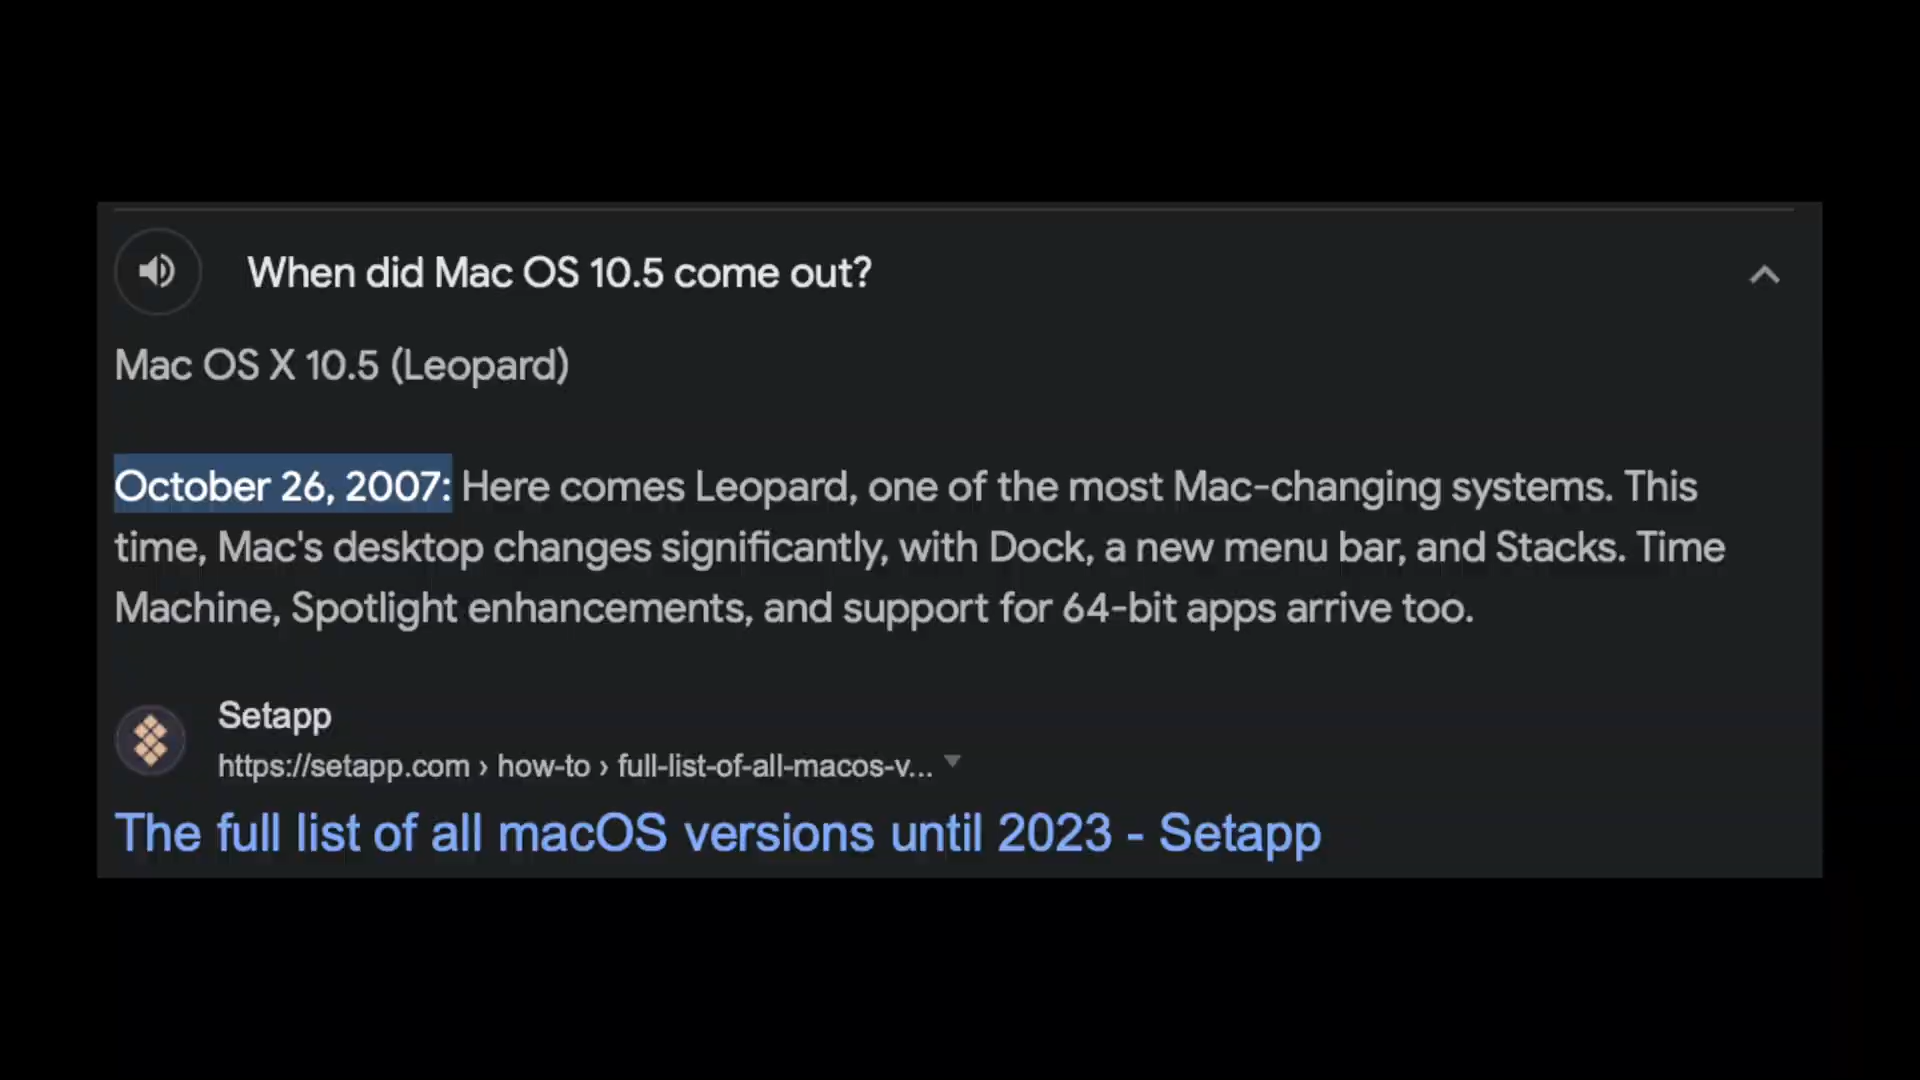 When did Mac OS 10.5 come out?
Mac OS X 10.5 (Leopard)
October 26, 2007: Here comes Leopard, one of the most Mac-changing systems. This
time, Mac's desktop changes significantly, with Dock, a new menu bar, and Stacks. Time
Machine, Spotlight enhancements, and support for 64-bit apps arrive too.
Setapp
https://setapp.com › how-to › full-list-of-all-macos-v...
The full list of all macOS versions until 2023 - Setapp